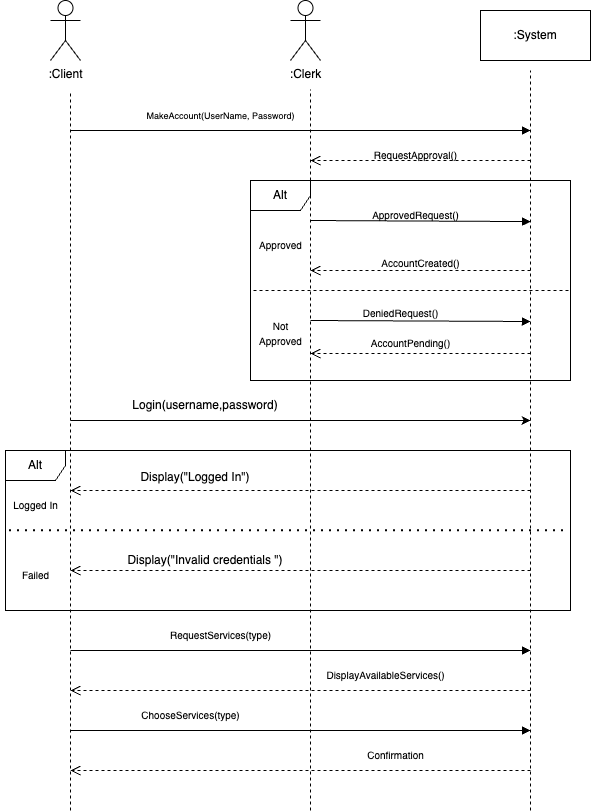 :Client
:Clerk
:System
MakeAccount(UserName, Password)
RequestApproval()
Alt
ApprovedRequest()
Approved
AccountCreated()
DeniedRequest()
Not
Approved
AccountPending()
Login(username,password)
Alt
Display("Logged In")
Logged In
Display("Invalid credentials ")
Failed
RequestServices(type)
DisplayAvailableServices()
ChooseServices(type)
Confirmation